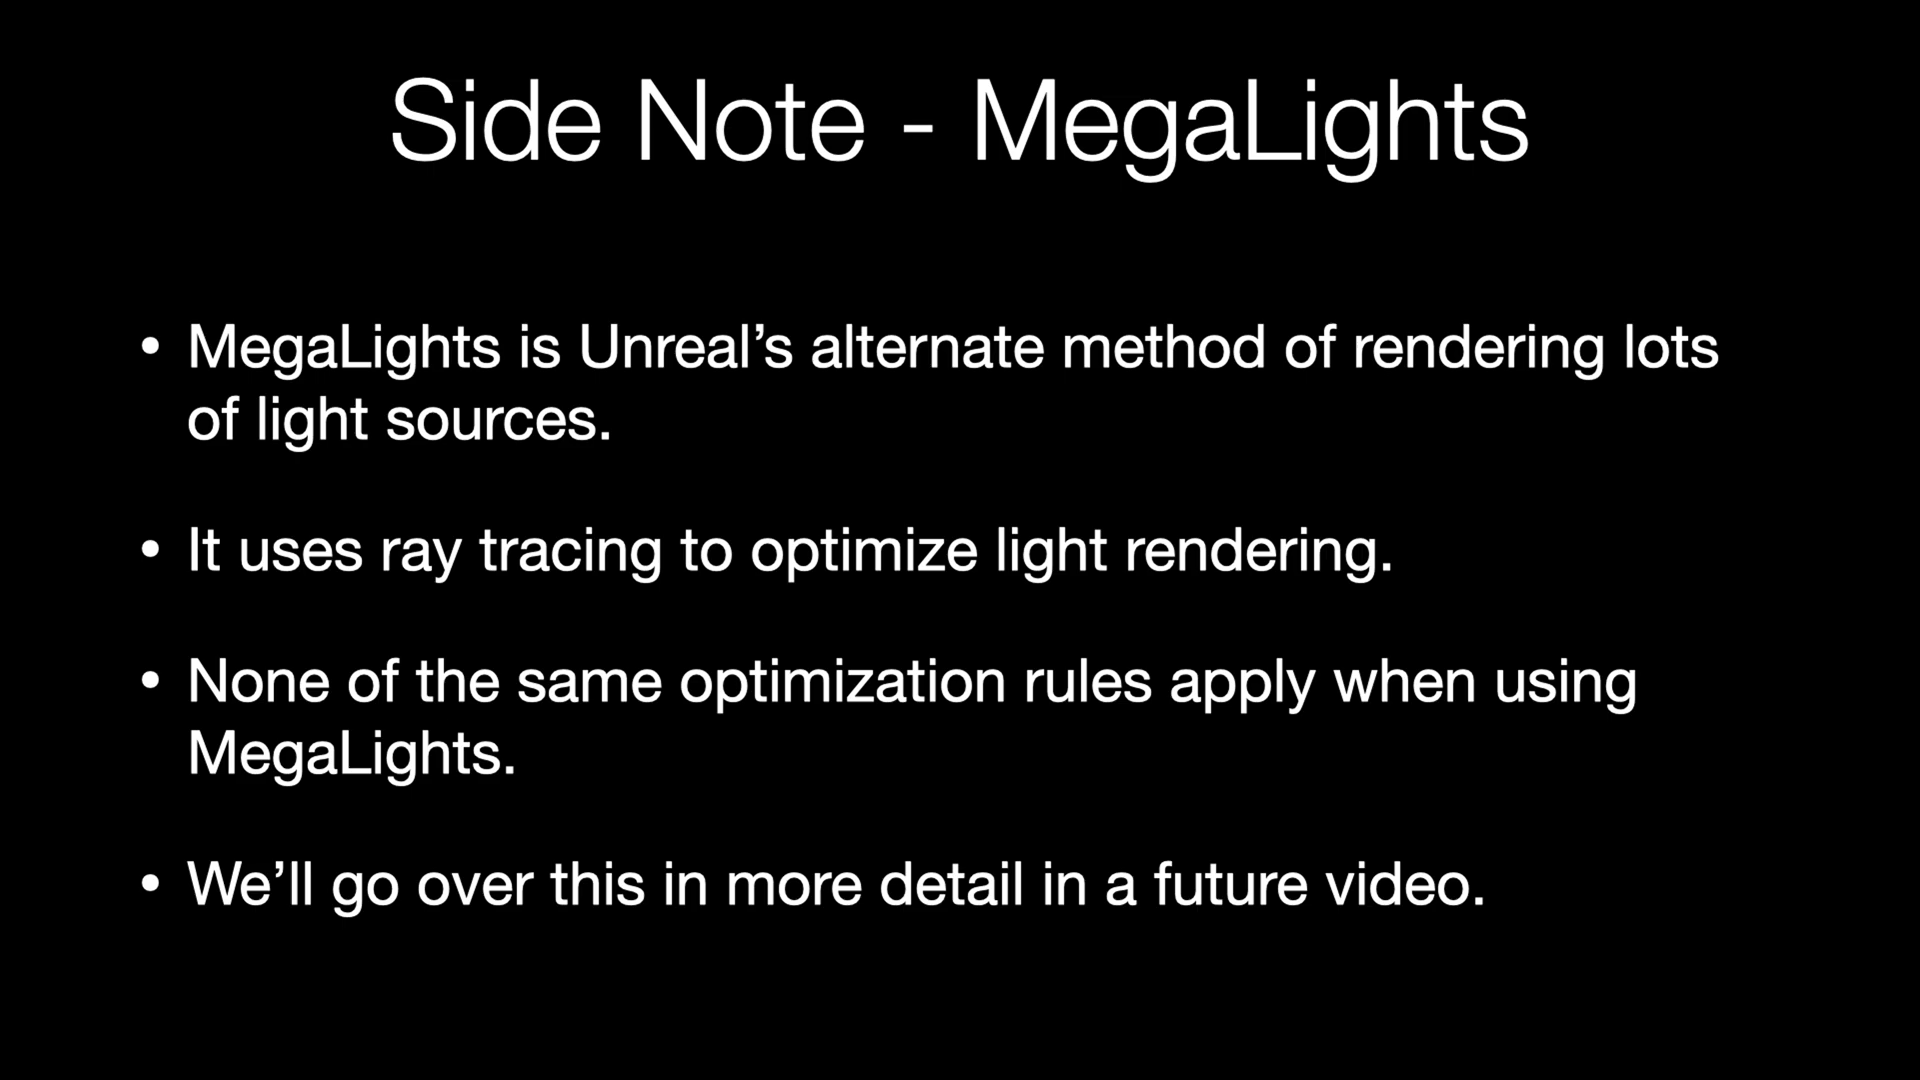 Side Note - MegaLights
• MegaLights is Unreal’s alternate method of rendering lots
of light sources.
• It uses ray tracing to optimize light rendering.
• None of the same optimization rules apply when using
MegaLights.
• We’ll go over this in more detail in a future video.